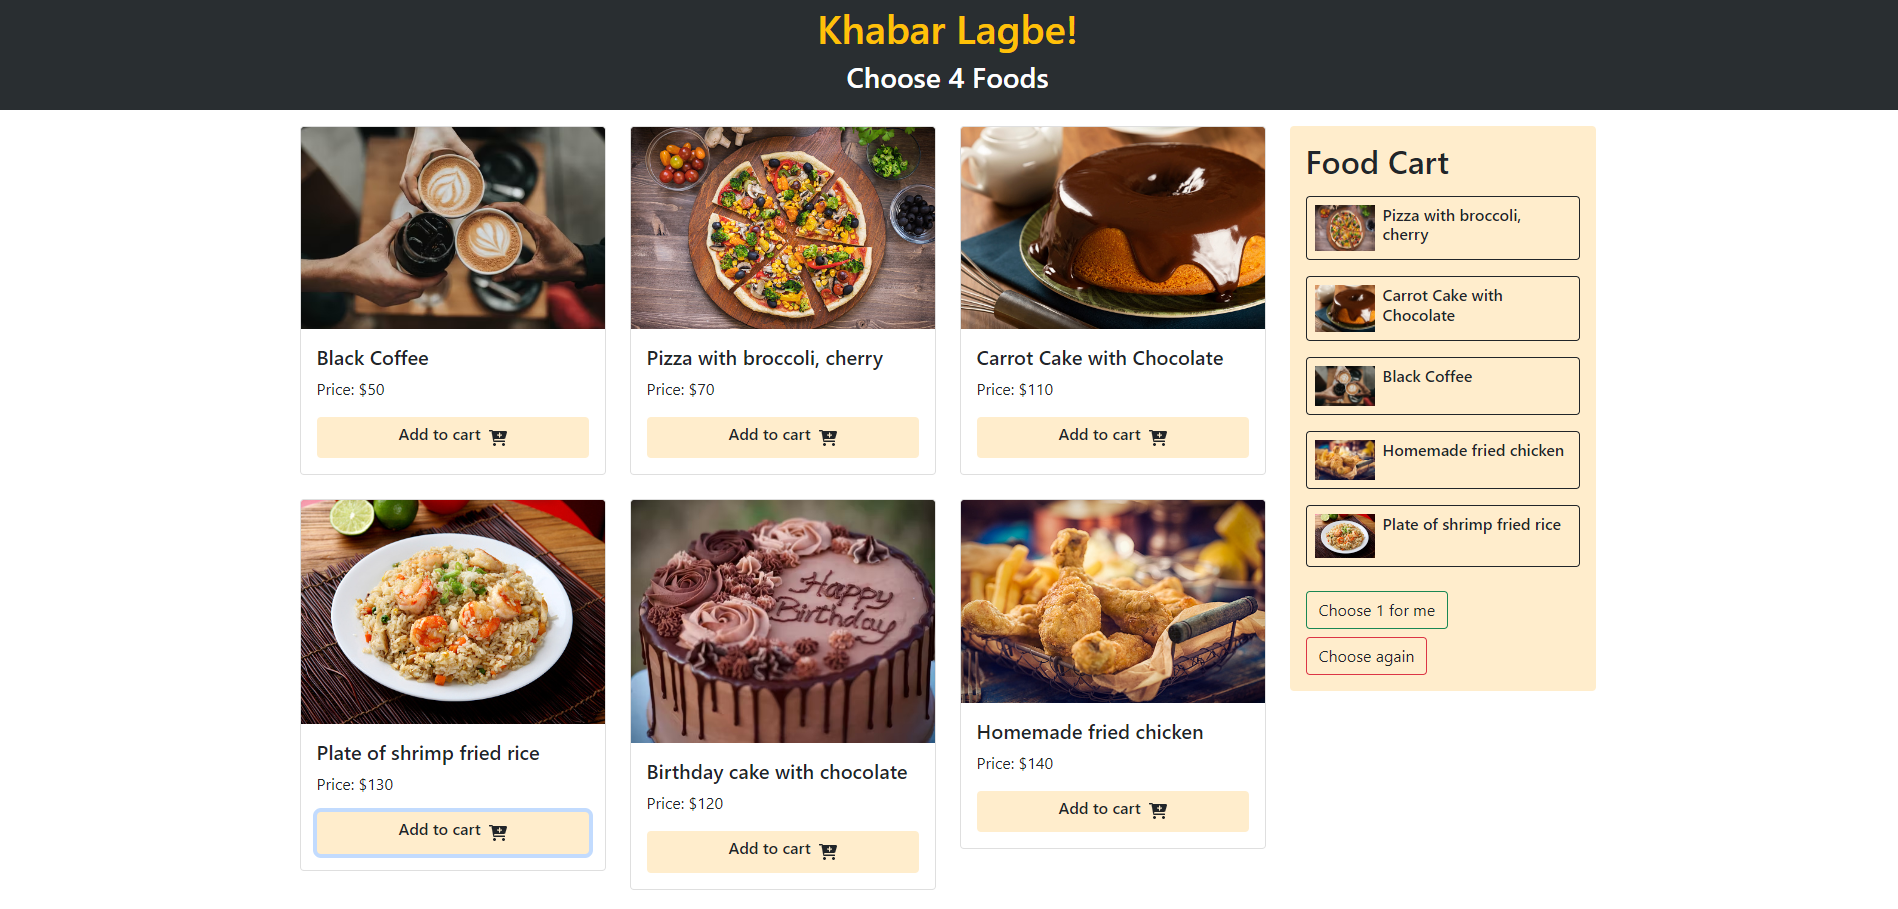 Khabar Lagbe!
Choose 4 Foods
Black Coffee
Price: $50
Add to cart
Pizza with broccoli, cherry
Price: $70
Add to cart
Carrot Cake with Chocolate
Price: $110
Add to cart
Plate of shrimp fried rice
Price: $130
Add to cart
Happy
Birthday
Birthday cake with chocolate
Price: $120
Add to cart
Homemade fried chicken
Price: $140
Add to cart
Food Cart
Pizza with broccoli,
cherry
Carrot Cake with
Chocolate
Black Coffee
Homemade fried chicken
Plate of shrimp fried rice
Choose 1 for me
Choose again